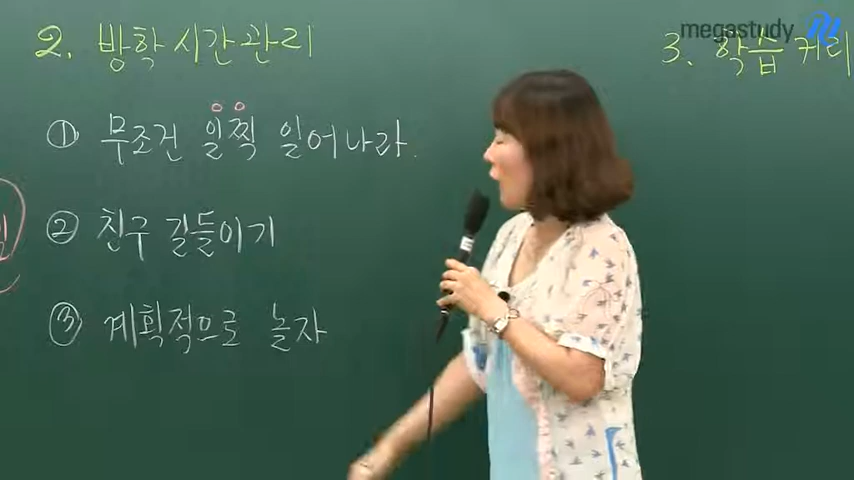 megastudy
2. 방학시간관리
3. 학습커리
① 무조건 일찍 일어나라.
② 친구 길들이기
③ 계획적으로 놀자